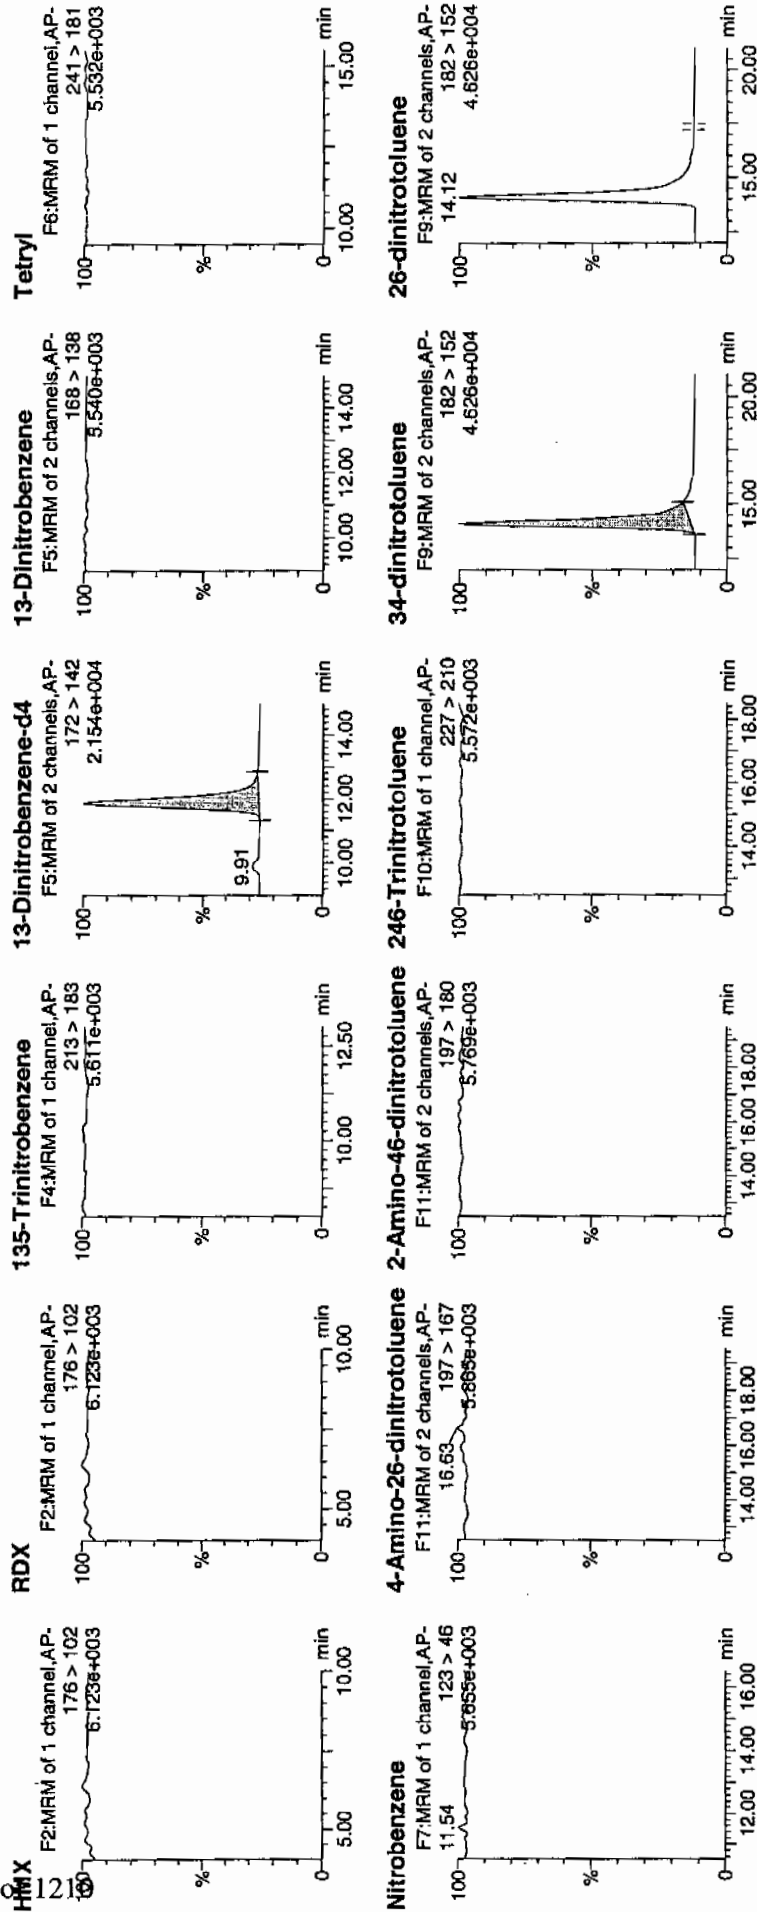 HMX
F2:MRM of 1 channel,AP-
176 > 102
6.123e+003
100
%
0
5.00 10.00 min
RDX
F2:MRM of 1 channel,AP-
176 > 102
6.123e+003
100
%
0
5.00 10.00 min
135-Trinitrobenzene
F4:MRM of 1 channel,AP-
213 > 183
5.611e+003
100
%
0
10.00 12.50 min
13-Dinitrobenzene-d4
F5:MRM of 2 channels,AP-
172 > 142
2.154e+004
100
9.91
%
0
10.00 12.00 14.00 min
13-Dinitrobenzene
F5:MRM of 2 channels,AP-
168 > 138
5.540e+003
100
%
0
10.00 12.00 14.00 min
Tetryl
F6:MRM of 1 channel,AP-
241 > 181
5.532e+003
100
%
0
10.00 15.00 min
Nitrobenzene
F7:MRM of 1 channel,AP-
11.54 123 > 46
5.655e+003
100
%
0
12.00 14.00 16.00 min
4-Amino-26-dinitrotoluene
F11:MRM of 2 channels,AP-
16.63 197 > 167
5.865e+003
100
%
0
14.00 16.00 18.00 min
2-Amino-46-dinitrotoluene
F11:MRM of 2 channels,AP-
197 > 180
5.769e+003
100
%
0
14.00 16.00 18.00 min
246-Trinitrotoluene
F10:MRM of 1 channel,AP-
227 > 210
5.572e+003
100
%
0
14.00 16.00 18.00 min
34-dinitrotoluene
F9:MRM of 2 channels,AP-
182 > 152
4.626e+004
100
%
0
15.00 20.00 min
26-dinitrotoluene
F9:MRM of 2 channels,AP-
14.12 182 > 152
4.626e+004
100
%
0
15.00 20.00 min